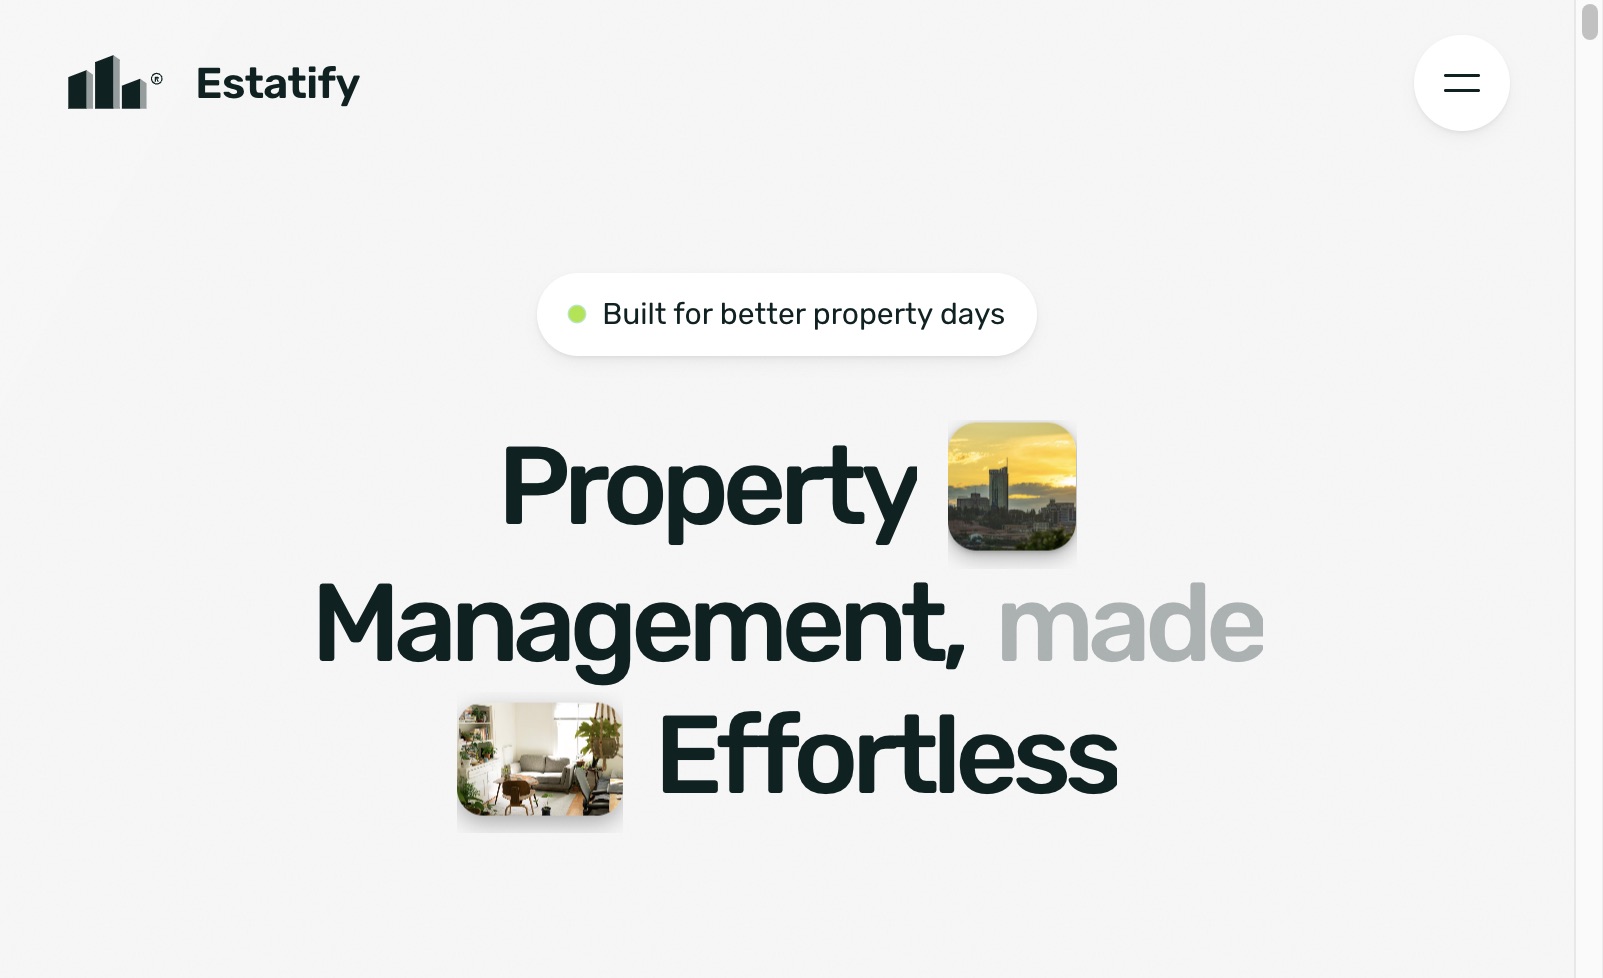 ® Estatify
Built for better property days
Property
Management, made
Effortless